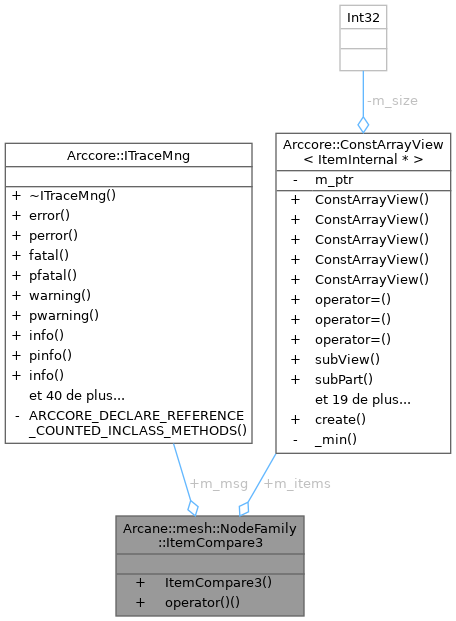 Int32
-m_size
Arccore::ITraceMng
+ ~ITraceMng()
+ error()
+ perror()
+ fatal()
+ pfatal()
+ warning()
+ pwarning()
+ info()
+ pinfo()
+ info()
et 40 de plus...
- ARCCORE_DECLARE_REFERENCE
_COUNTED_INCLASS_METHODS()
Arccore::ConstArrayView
< ItemInternal * >
- m_ptr
+ ConstArrayView()
+ ConstArrayView()
+ ConstArrayView()
+ ConstArrayView()
+ ConstArrayView()
+ operator=()
+ operator=()
+ operator=()
+ subView()
+ subPart()
et 19 de plus...
+ create()
- _min()
+m_msg
+m_items
Arcane::mesh::NodeFamily
::ItemCompare3
+ ItemCompare3()
+ operator()()